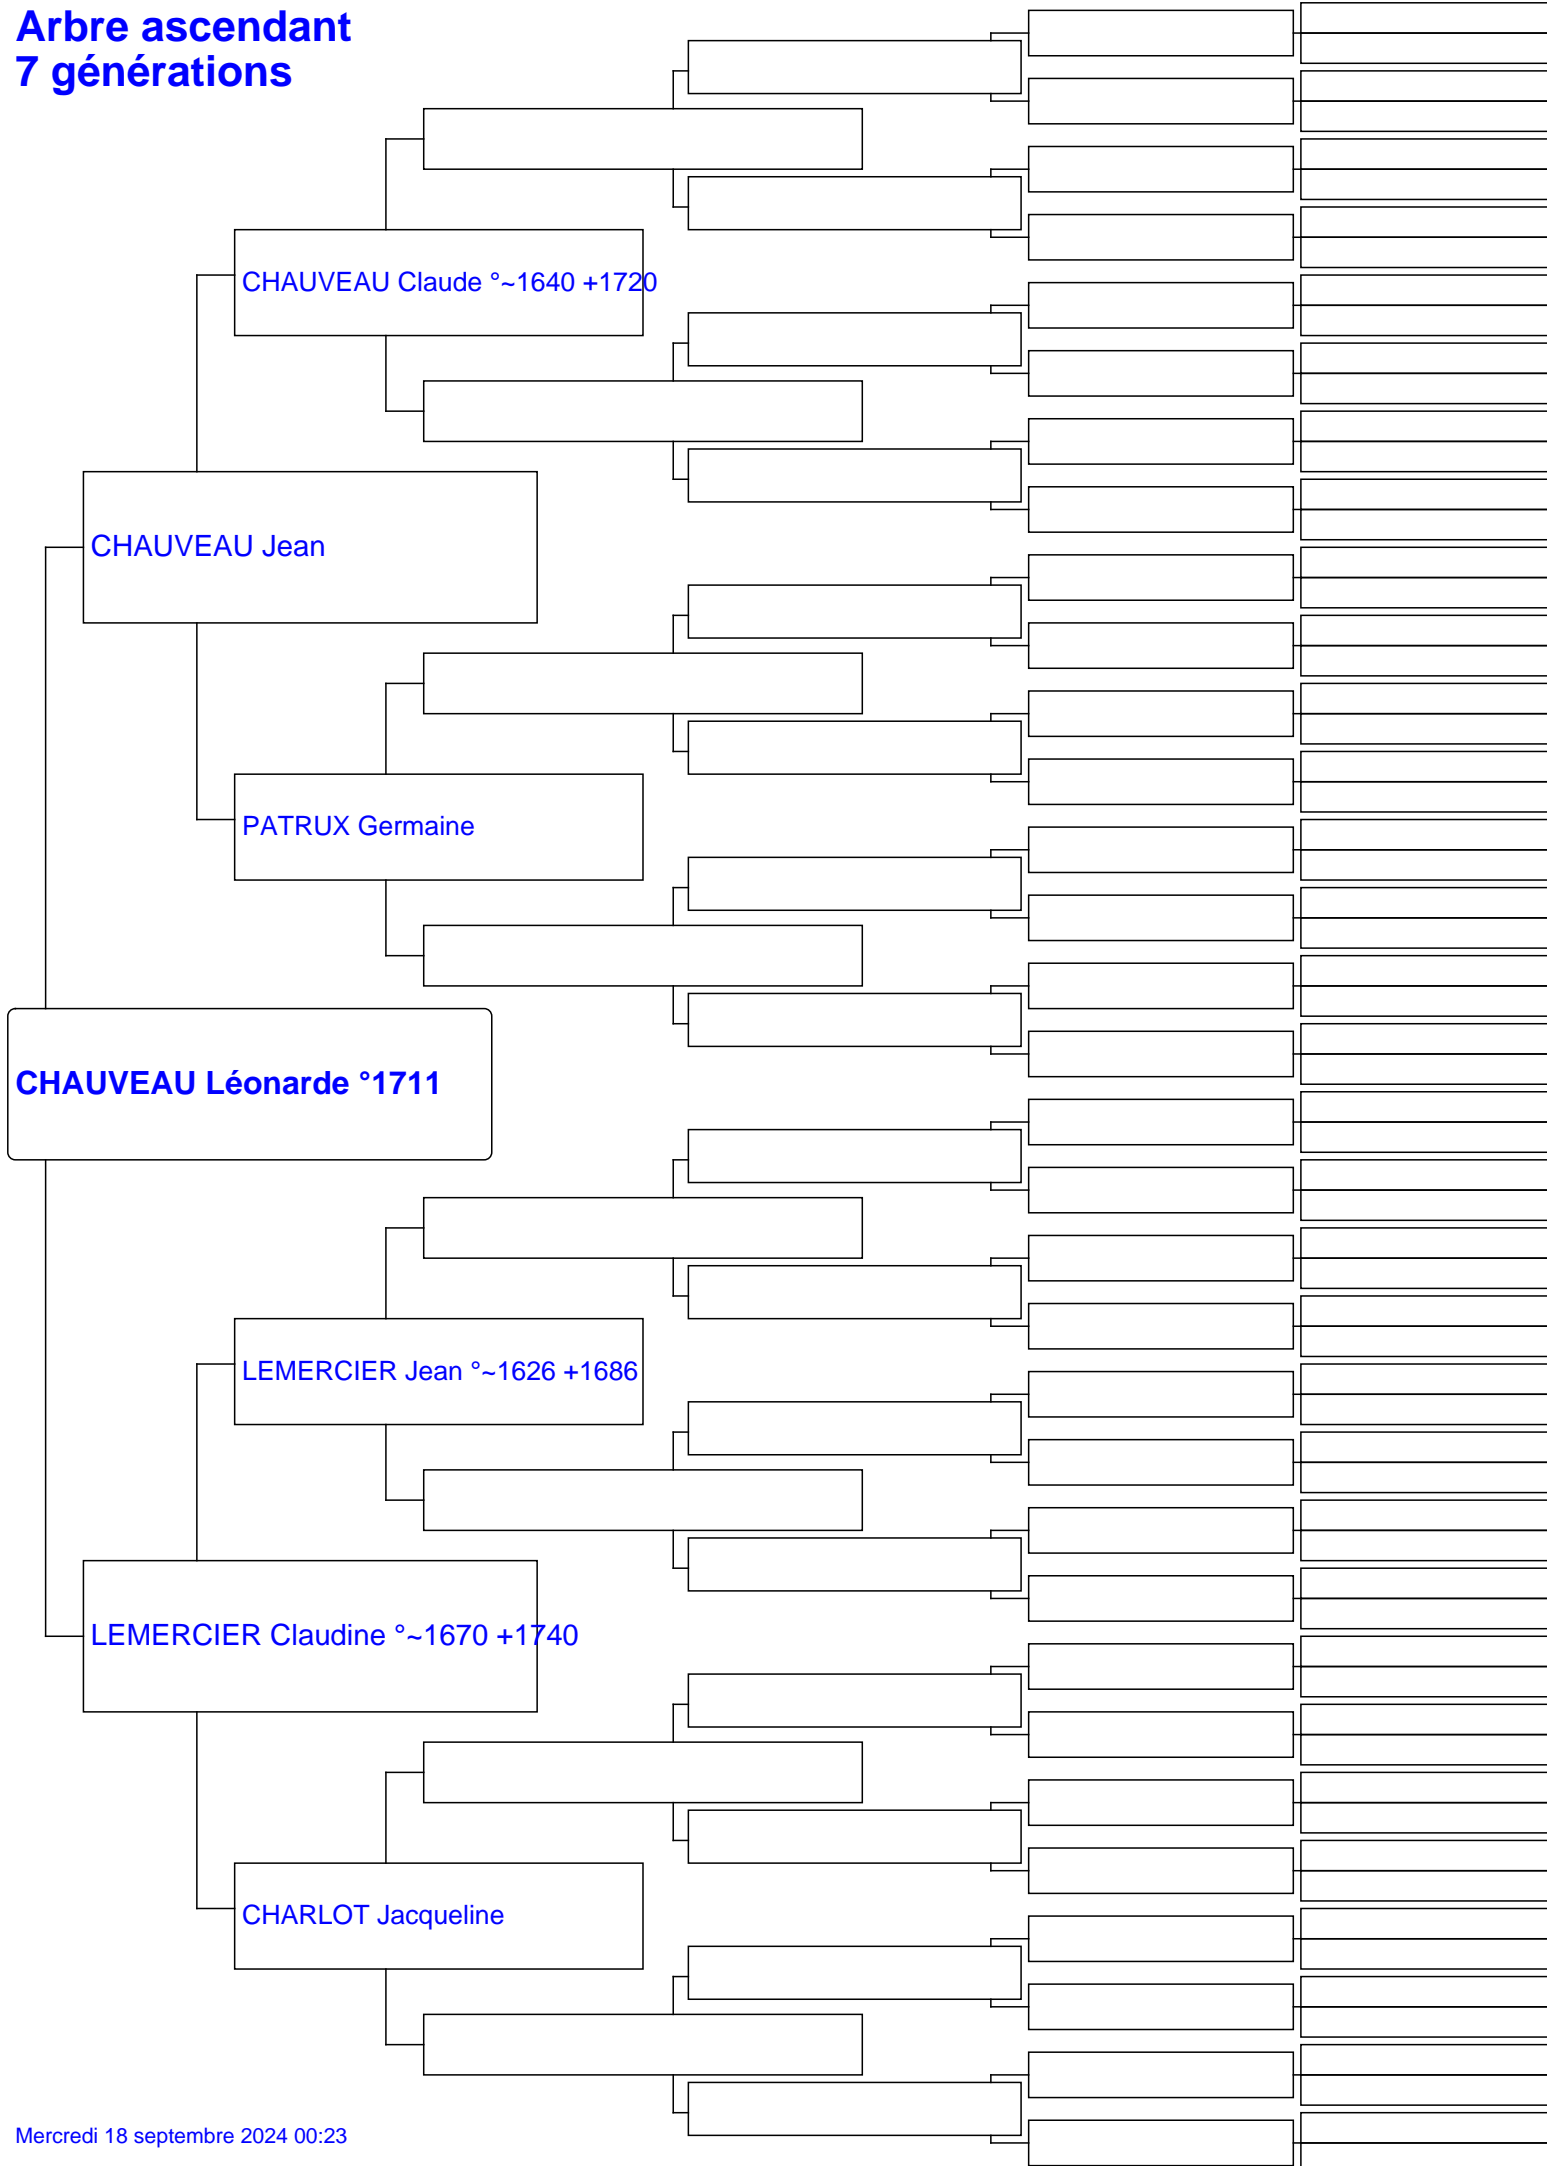 Arbre ascendant
7 générations
CHAUVEAU Claude °~1640 +1720
CHAUVEAU Jean
PATRUX Germaine
CHAUVEAU Léonarde °1711
LEMERCIER Jean °~1626 +1686
LEMERCIER Claudine °~1670 +1740
CHARLOT Jacqueline
Mercredi 18 septembre 2024 00:23